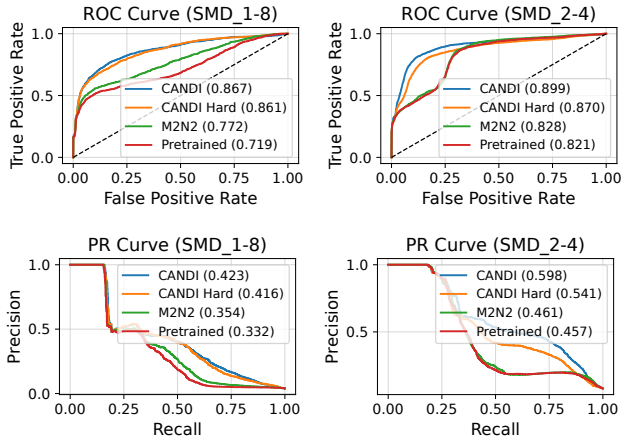 ROC Curve (SMD_1-8)
True Positive Rate
1.0
0.5
0.0
CANDI (0.867)
CANDI Hard (0.861)
M2N2 (0.772)
Pretrained (0.719)
0.00 0.25 0.50 0.75 1.00
False Positive Rate
ROC Curve (SMD_2-4)
True Positive Rate
1.0
0.5
0.0
CANDI (0.899)
CANDI Hard (0.870)
M2N2 (0.828)
Pretrained (0.821)
0.00 0.25 0.50 0.75 1.00
False Positive Rate
PR Curve (SMD_1-8)
Precision
1.0
0.5
0.0
CANDI (0.423)
CANDI Hard (0.416)
M2N2 (0.354)
Pretrained (0.332)
0.00 0.25 0.50 0.75 1.00
Recall
PR Curve (SMD_2-4)
Precision
1.0
0.5
CANDI (0.598)
CANDI Hard (0.541)
M2N2 (0.461)
Pretrained (0.457)
0.00 0.25 0.50 0.75 1.00
Recall